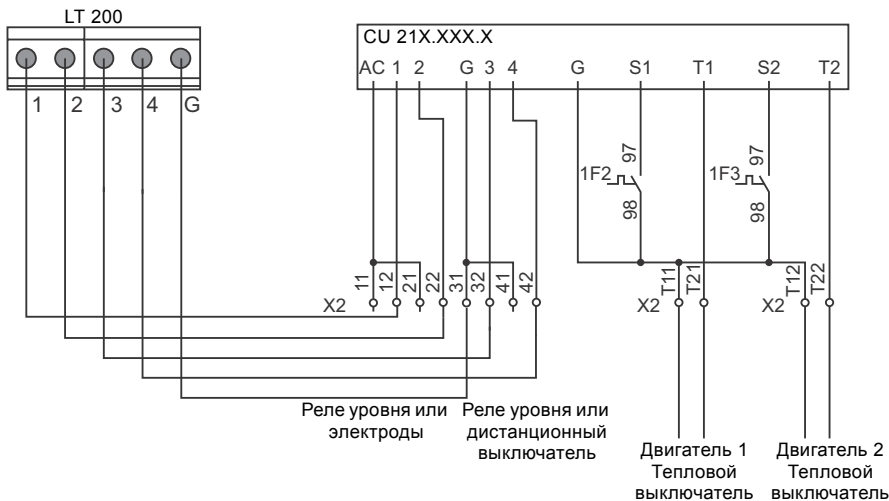 LT 200
1 2 3 4 G
CU 21X.XXX.X
AC 1 2 G 3 4 G S1 T1 S2 T2
97
1F2
98
97
1F3
98
11 12 21 22 31 32 41 42
T11 T21
T12 T22
X2
X2
X2
Реле уровня или
электроды
Реле уровня или
дистанционный
выключатель
Двигатель 1
Тепловой
выключатель
Двигатель 2
Тепловой
выключатель